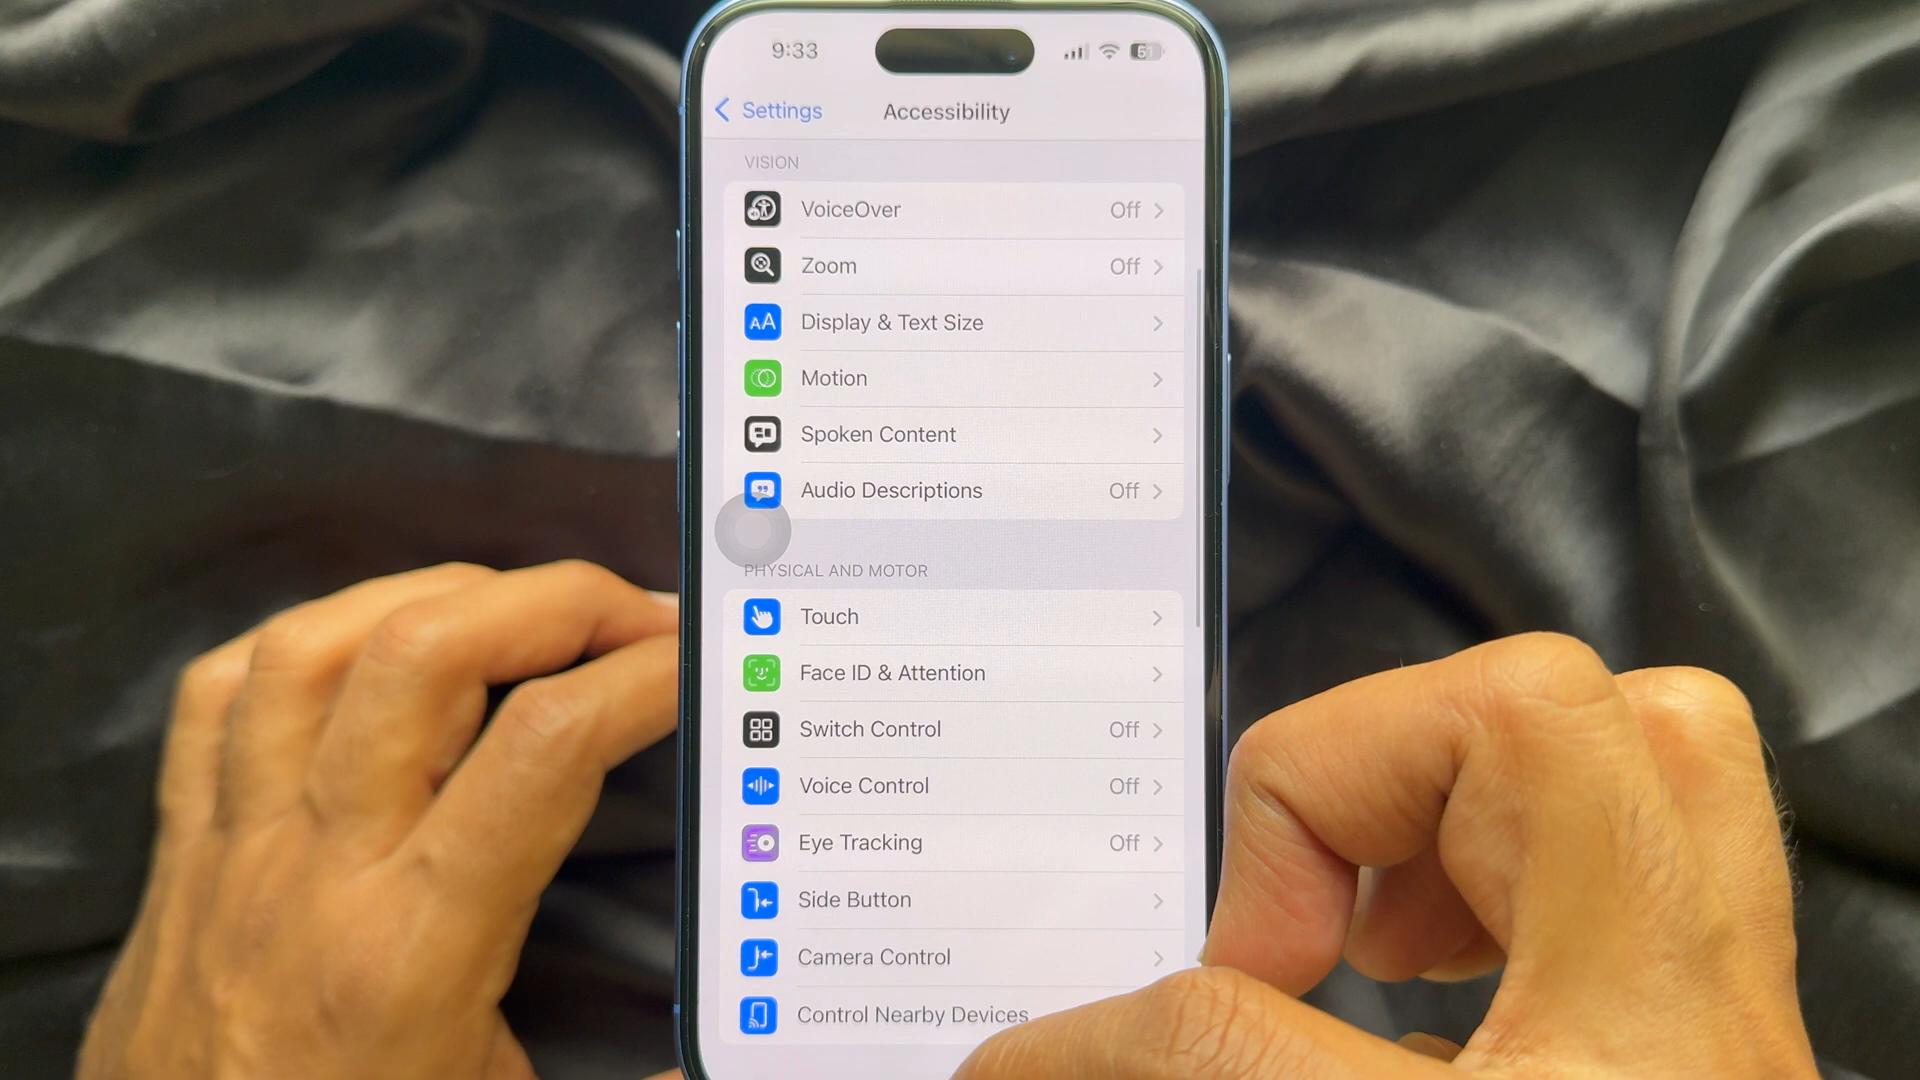 9:33
51
Settings
Accessibility
VISION
VoiceOver Off
Zoom Off
AA Display & Text Size
Motion
Spoken Content
Audio Descriptions Off
PHYSICAL AND MOTOR
Touch
Face ID & Attention
Switch Control Off
Voice Control Off
Eye Tracking Off
Side Button
Camera Control
Control Nearby Devices